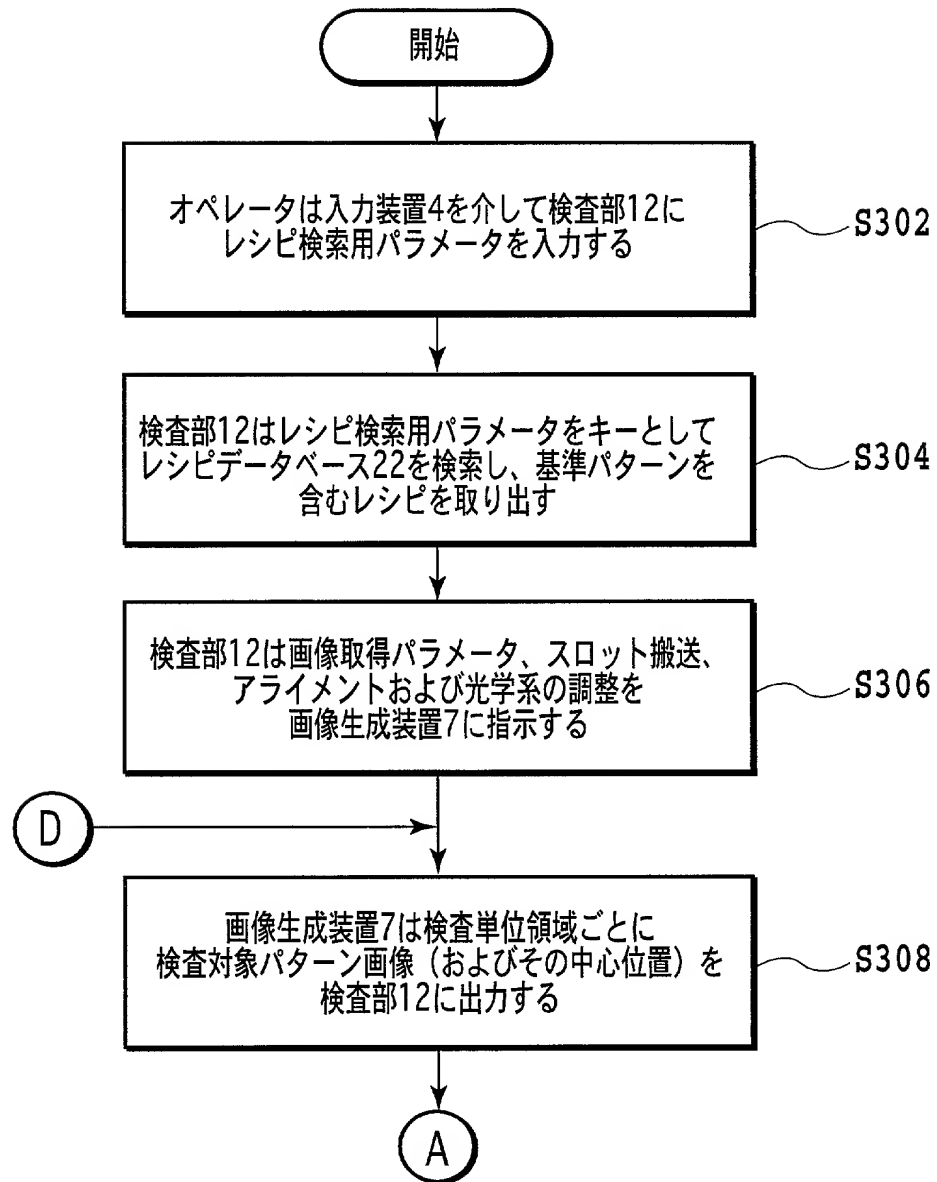 開始
オペレータは入力装置4を介して検査部12に
レシピ検索用パラメータを入力する
S302
検査部12はレシピ検索用パラメータをキーとして
レシピデータベース22を検索し、基準パターンを
含むレシピを取り出す
S304
検査部12は画像取得パラメータ、スロット搬送、
アライメントおよび光学系の調整を
画像生成装置7に指示する
S306
D
画像生成装置7は検査単位領域ごとに
検査対象パターン画像（およびその中心位置）を
検査部12に出力する
S308
A